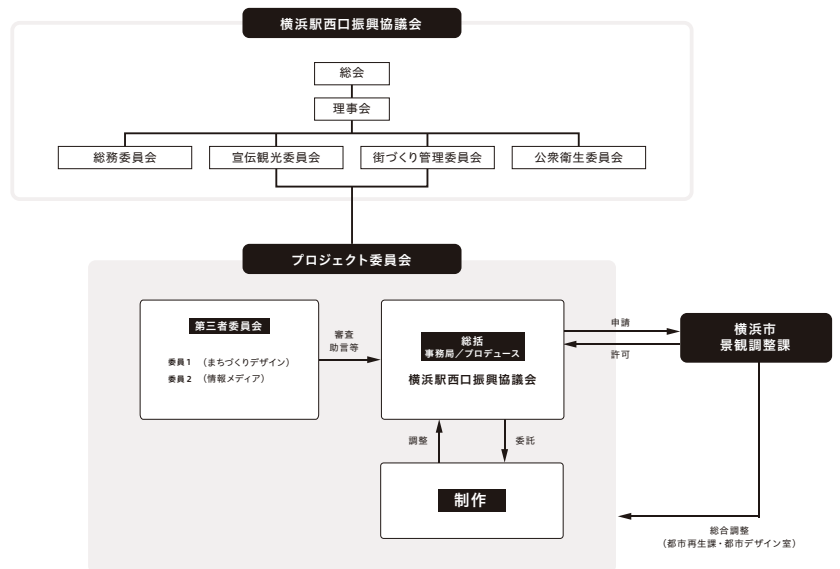 横浜駅西口振興協議会
総会
理事会
総務委員会
宣伝観光委員会
街づくり管理委員会
公衆衛生委員会
プロジェクト委員会
第三者委員会
委員1 （まちづくりデザイン）
委員2 （情報メディア）
審査
助言等
総括
事務局／プロデュース
横浜駅西口振興協議会
申請
許可
横浜市
景観調整課
調整
委託
制作
総合調整
（都市再生課・都市デザイン室）